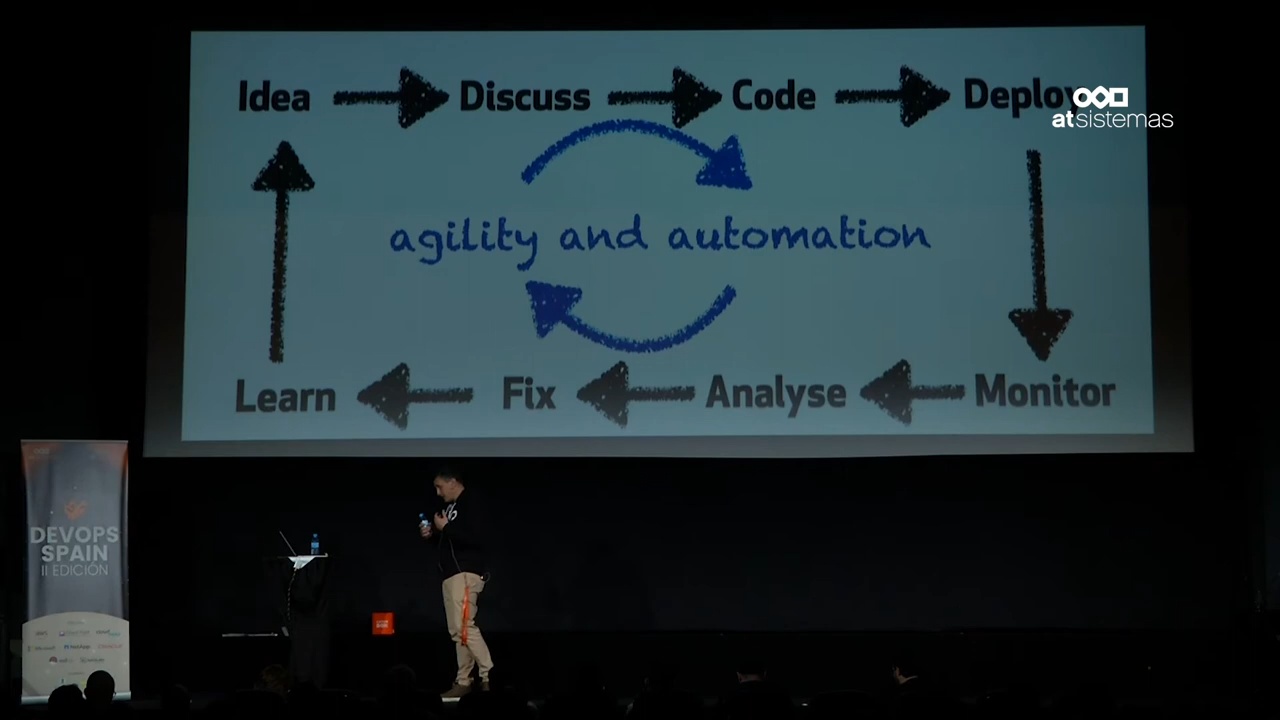 Idea Discuss Code Deploy
atsistemas
agility and automation
Learn Fix Analyse Monitor
DEVOPS
SPAIN
II EDICIÓN